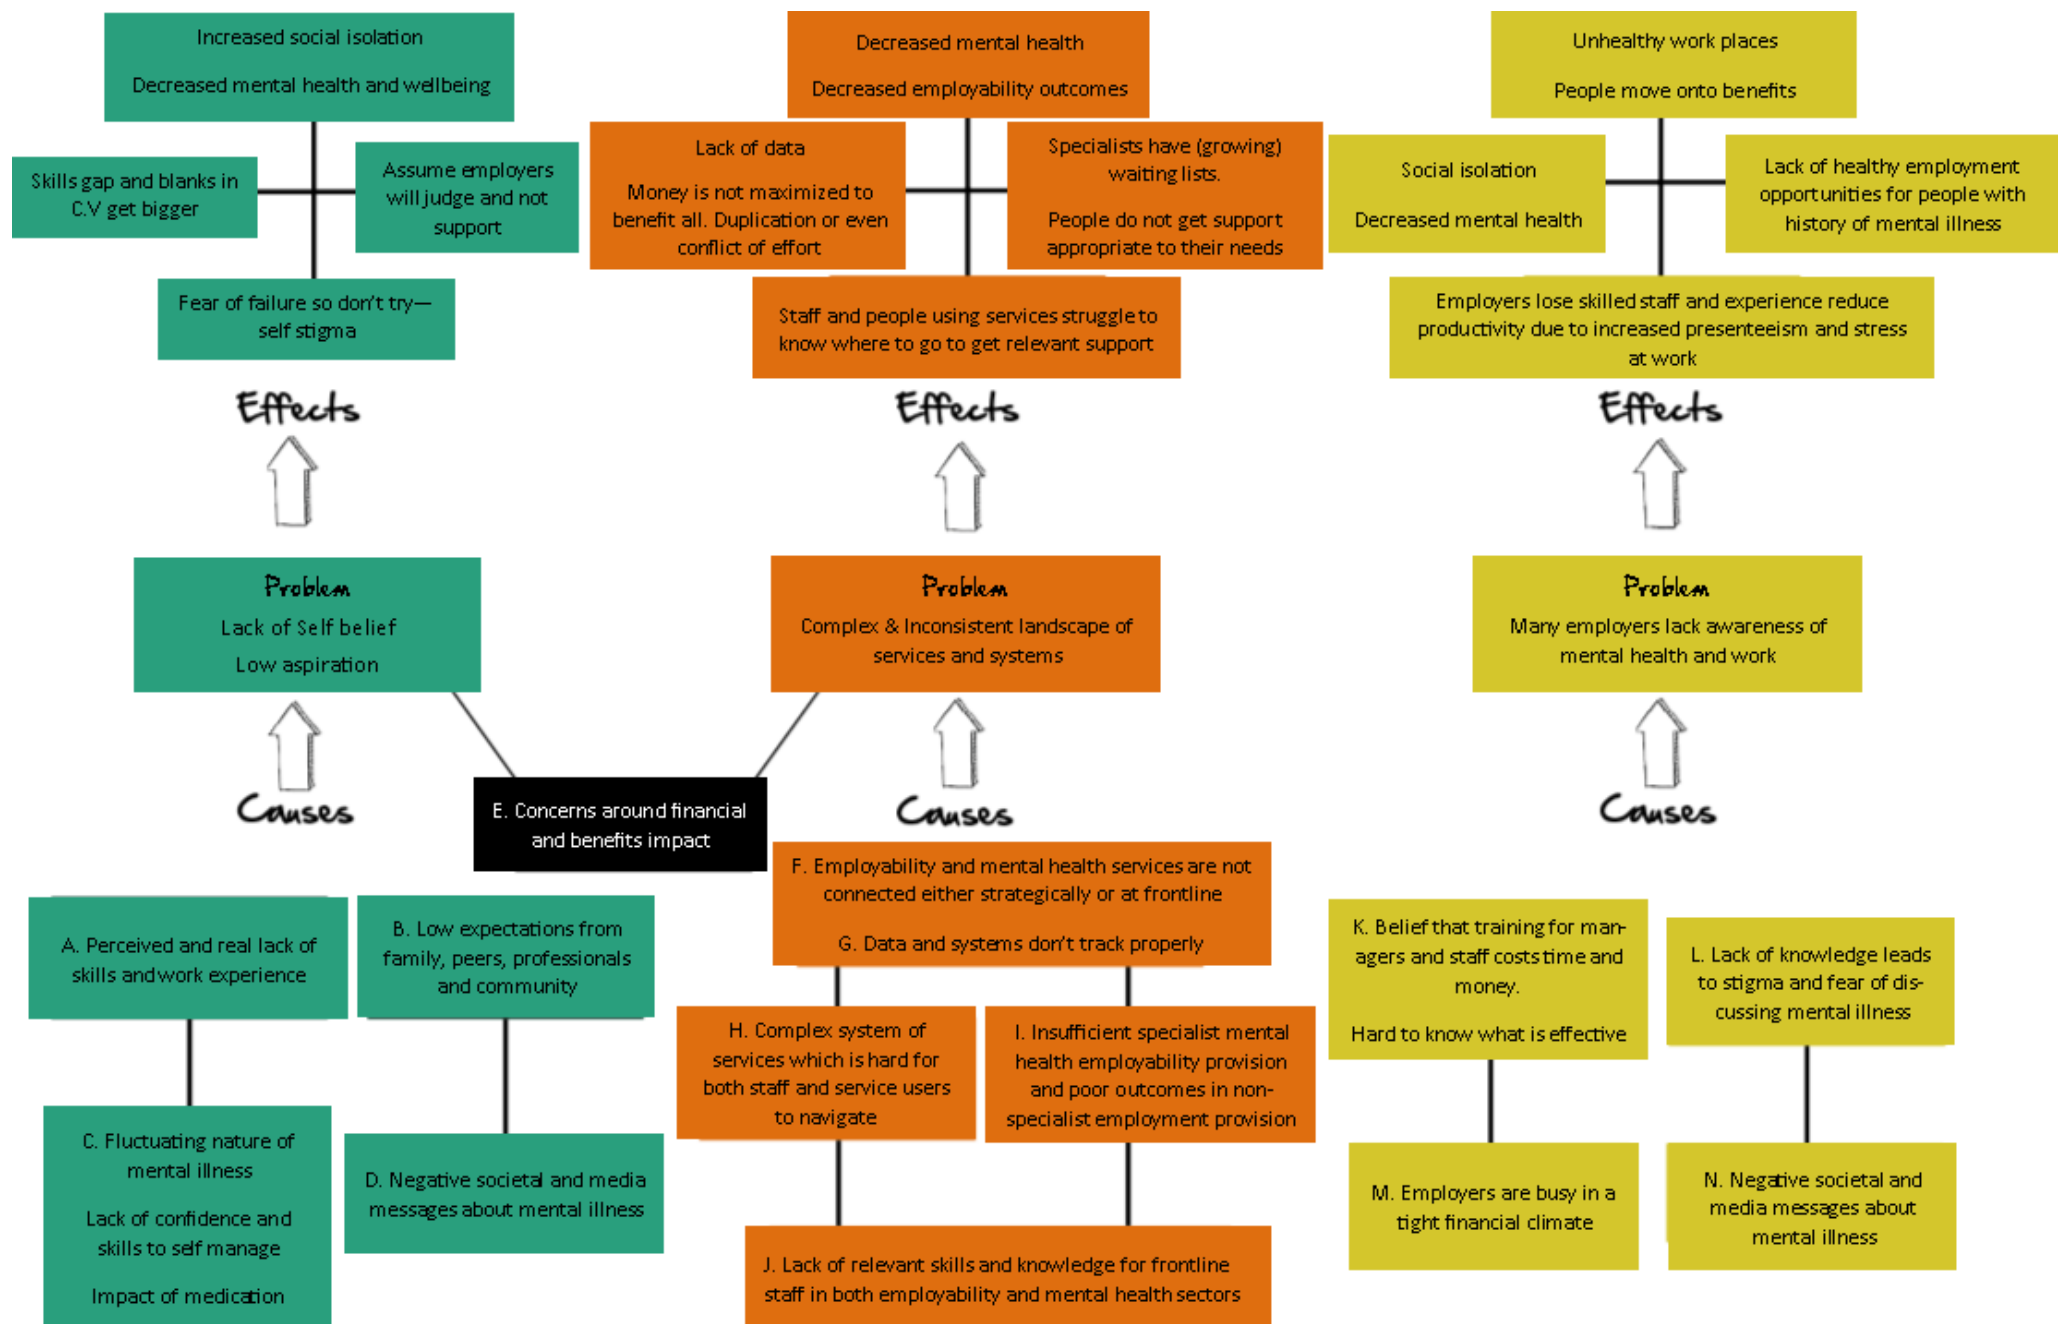 Increased social isolation
Decreased mental health and wellbeing
Skills gap and blanks in
C.V get bigger
Assume employers
will judge and not
support
Fear of failure so don't try—
self stigma
Effects
Problem
Lack of Self belief
Low aspiration
Causes
A. Perceived and real lack of
skills and work experience
B. Low expectations from
family, peers, professionals
and community
C. Fluctuating nature of
mental illness
Lack of confidence and
skills to self manage
Impact of medication
D. Negative societal and media
messages about mental illness
E. Concerns around financial
and benefits impact
Decreased mental health
Decreased employability outcomes
Lack of data
Money is not maximized to
benefit all. Duplication or even
conflict of effort
Specialists have (growing)
waiting lists.
People do not get support
appropriate to their needs
Staff and people using services struggle to
know where to go to get relevant support
Effects
Problem
Complex & Inconsistent landscape of
services and systems
Causes
F. Employability and mental health services are not
connected either strategically or at frontline
G. Data and systems don't track properly
H. Complex system of
services which is hard for
both staff and service users
to navigate
I. Insufficient specialist mental
health employability provision
and poor outcomes in non-
specialist employment provision
J. Lack of relevant skills and knowledge for frontline
staff in both employability and mental health sectors
Unhealthy work places
People move onto benefits
Social isolation
Decreased mental health
Lack of healthy employment
opportunities for people with
history of mental illness
Employers lose skilled staff and experience reduce
productivity due to increased presenteeism and stress
at work
Effects
Problem
Many employers lack awareness of
mental health and work
Causes
K. Belief that training for man-
agers and staff costs time and
money.
Hard to know what is effective
L. Lack of knowledge leads
to stigma and fear of dis-
cussing mental illness
M. Employers are busy in a
tight financial climate
N. Negative societal and
media messages about
mental illness